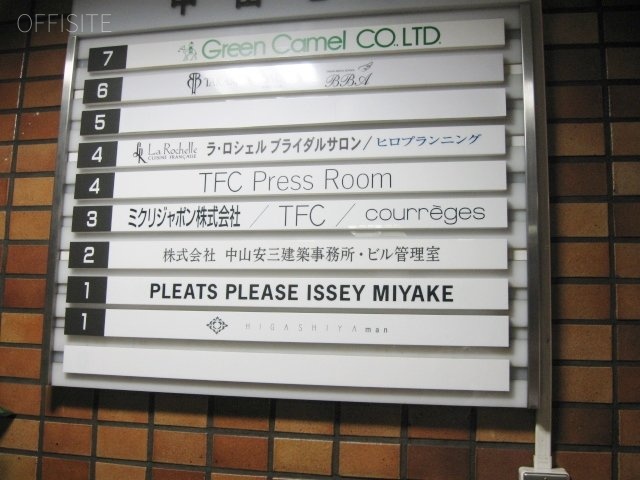 OFFISITE
中山
7 Green Camel CO.,LTD.
6 BBA
5
4 La Rochelle CUISINE FRANÇAISE ラ・ロシェル ブライダルサロン/ヒロプランニング
4 TFC Press Room
3 ミクリジャポン株式会社 / TFC / courrèges
2 株式会社 中山安三建築事務所・ビル管理室
1 PLEATS PLEASE ISSEY MIYAKE
1 HIGASHIYA man